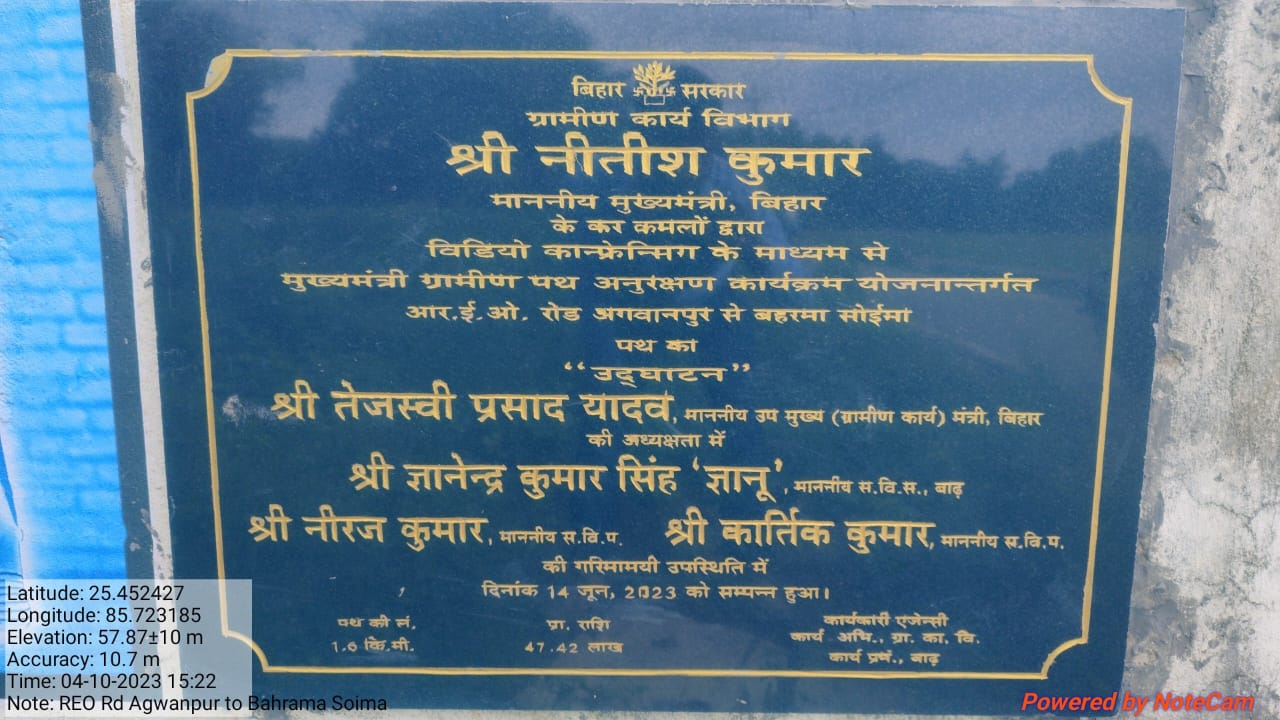 बिहार सरकार
ग्रामीण कार्य विभाग
श्री नीतीश कुमार
माननीय मुख्यमंत्री, बिहार
के कर कमलों द्वारा
विडियो कान्फ्रेन्सिग के माध्यम से
मुख्यमंत्री ग्रामीण पथ अनुरक्षण कार्यक्रम योजनान्तर्गत
आर.ई.ओ. रोड अगवानपुर से बहरमा सोईमा
पथ का
“उद्घाटन”
श्री तेजस्वी प्रसाद यादव, माननीय उप मुख्य (ग्रामीण कार्य) मंत्री, बिहार
की अध्यक्षता में
श्री ज्ञानेन्द्र कुमार सिंह ‘ज्ञानू’, माननीय स.वि.स., बाढ़
श्री नीरज कुमार, माननीय स.वि.प. श्री कार्तिक कुमार, माननीय स.वि.प.
की गरिमामयी उपस्थिति में
दिनांक 14 जून, 2023 को सम्पन्न हुआ।
पथ की लं. प्रा. राशि कार्यकारी एजेन्सी
1.6 कि.मी. 47.42 लाख कार्य अभि., ग्रा. का. वि.
कार्य प्रमं., बाढ़
Latitude: 25.452427
Longitude: 85.723185
Elevation: 57.87±10 m
Accuracy: 10.7 m
Time: 04-10-2023 15:22
Note: REO Rd Agwanpur to Bahrama Soima
Powered by NoteCam